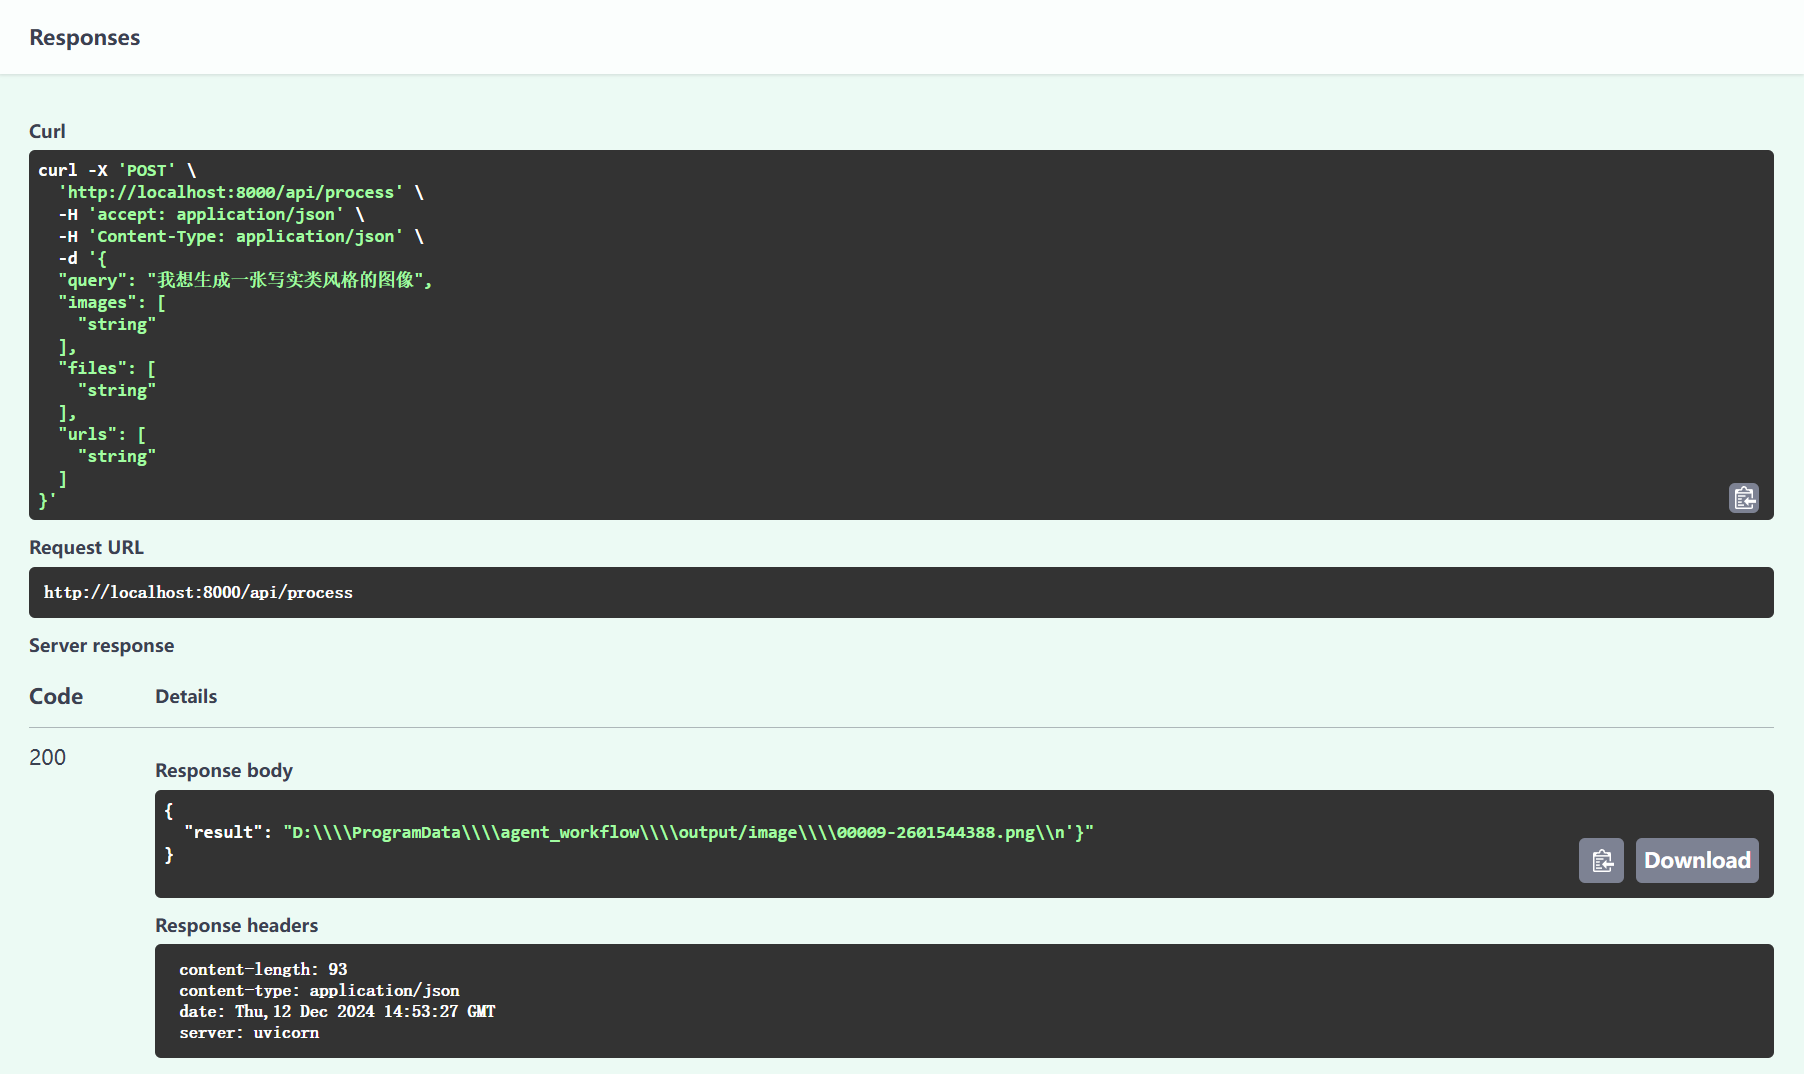 Responses
Curl
curl -X 'POST' \
'http://localhost:8000/api/process' \
-H 'accept: application/json' \
-H 'Content-Type: application/json' \
-d '{
"query": "我想生成一张写实类风格的图像",
"images": [
"string"
],
"files": [
"string"
],
"urls": [
"string"
]
}'
Request URL
http://localhost:8000/api/process
Server response
Code Details
200
Response body
{
"result": "D:\\\\ProgramData\\\\agent_workflow\\\\output/image\\\\00009-2601544388.png\\n'}"
}
Download
Response headers
content-length: 93
content-type: application/json
date: Thu,12 Dec 2024 14:53:27 GMT
server: uvicorn